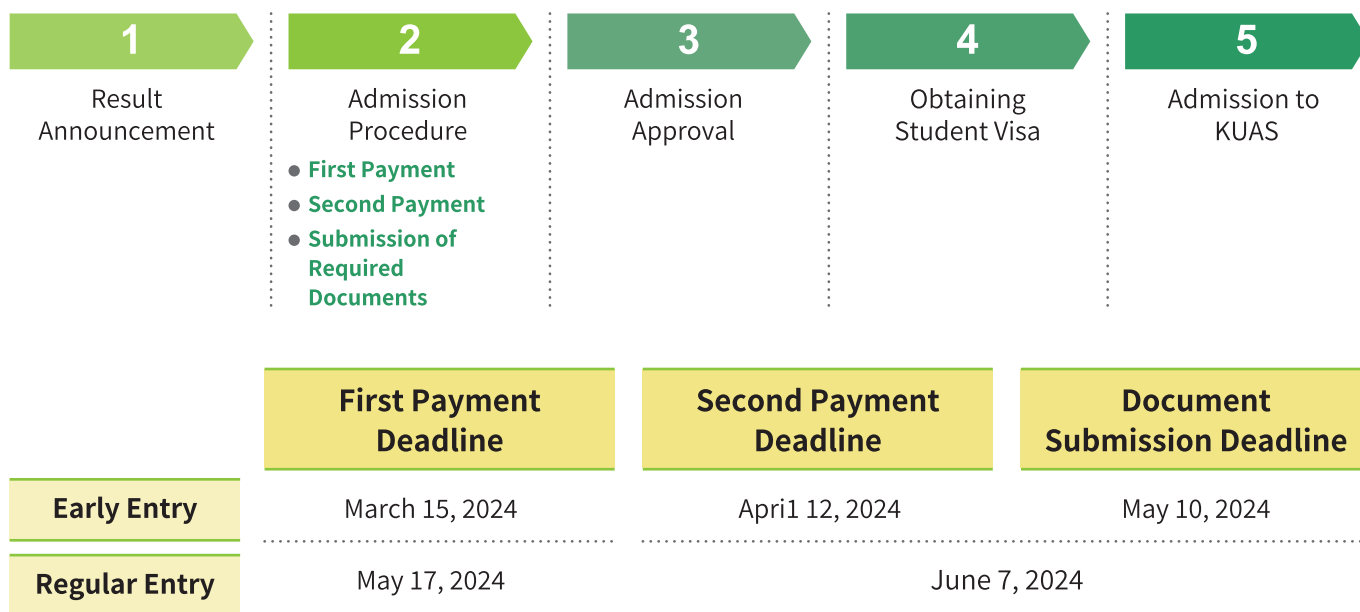 1
Result
Announcement
2
Admission
Procedure
● First Payment
● Second Payment
● Submission of
Required
Documents
3
Admission
Approval
4
Obtaining
Student Visa
5
Admission to
KUAS
First Payment
Deadline
Second Payment
Deadline
Document
Submission Deadline
Early Entry
March 15, 2024
Apri1 12, 2024
May 10, 2024
Regular Entry
May 17, 2024
June 7, 2024